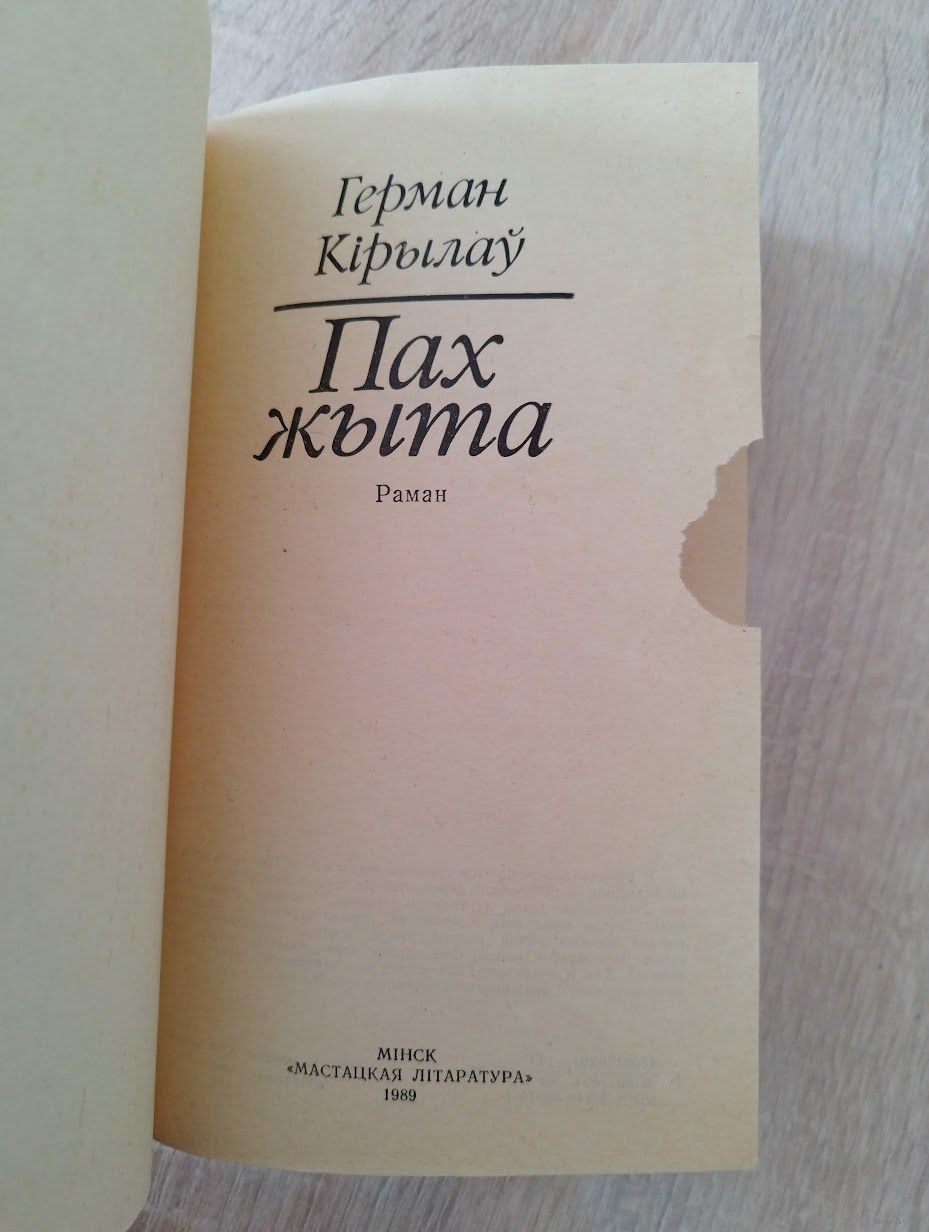 Герман
Кірылаў
Пах
жыта
Раман
МІНСК
«МАСТАЦКАЯ ЛІТАРАТУРА»
1989